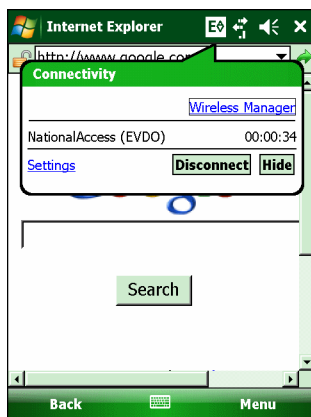 Internet Explorer E
http://www.google.co
Connectivity
Wireless Manager
NationalAccess (EVDO) 00:00:34
Settings Disconnect Hide
Search
Back Menu